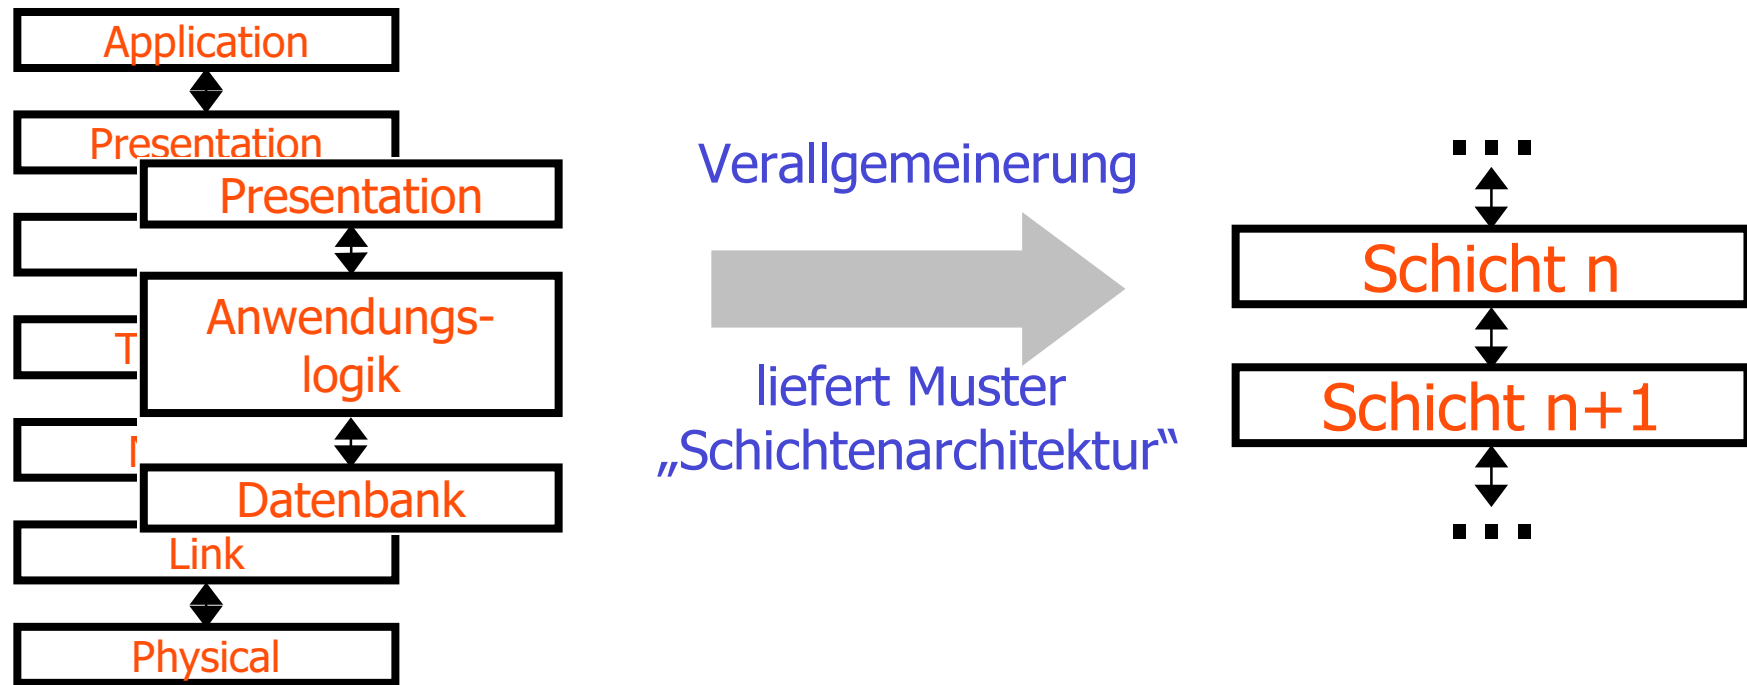 Application
Presentation
Presentation
Anwendungs-
logik
Datenbank
Link
Physical
Verallgemeinerung
liefert Muster
„Schichtenarchitektur“
...
Schicht n
Schicht n+1
...